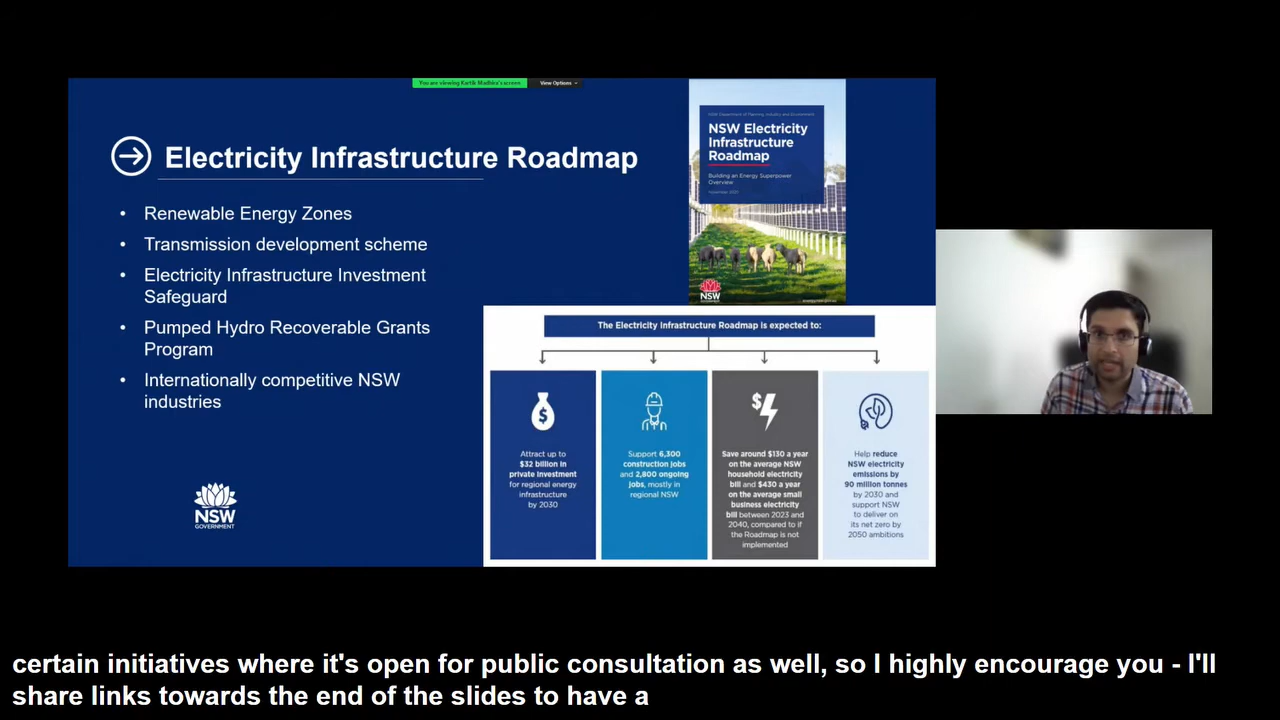 You are viewing Kartik Madhira's screen
View Options
Electricity Infrastructure Roadmap
• Renewable Energy Zones
• Transmission development scheme
• Electricity Infrastructure Investment
Safeguard
• Pumped Hydro Recoverable Grants
Program
• Internationally competitive NSW
industries
NSW
GOVERNMENT
NSW Department of Planning, Industry and Environment
NSW Electricity
Infrastructure
Roadmap
Building an Energy Superpower
Overview
NSW
GOVERNMENT
The Electricity Infrastructure Roadmap is expected to:
Attract up to
$32 billion in
private investment
for regional energy
infrastructure
by 2030
Support 6,300
construction jobs
and 2,800 ongoing
jobs, mostly in
regional NSW
$
Save around $130 a year
on the average NSW
household electricity
bill and $430 a year
on the average small
business electricity
bill between 2023 and
2040, compared to if
the Roadmap is not
implemented
Help reduce
NSW electricity
emissions by
90 million tonnes
by 2030 and
support NSW
to deliver on
its net zero by
2050 ambitions
certain initiatives where it's open for public consultation as well, so I highly encourage you - I'll
share links towards the end of the slides to have a